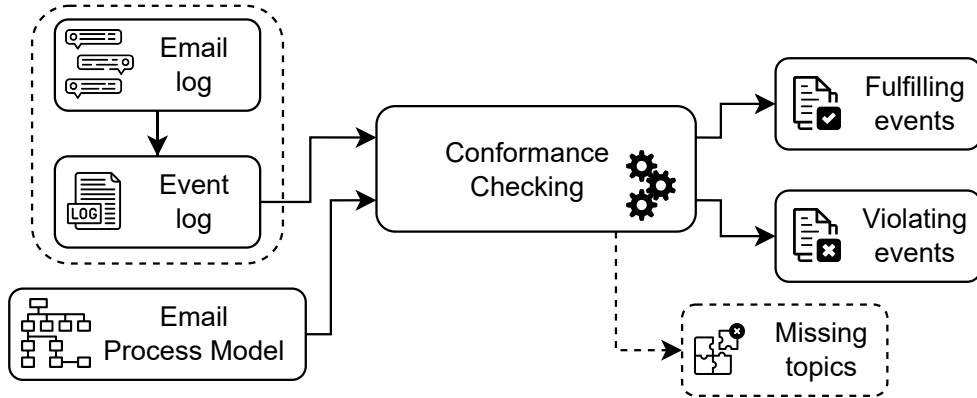 Email
log
Event
log
LOG
Email
Process Model
Conformance
Checking
Fulfilling
events
Violating
events
Missing
topics